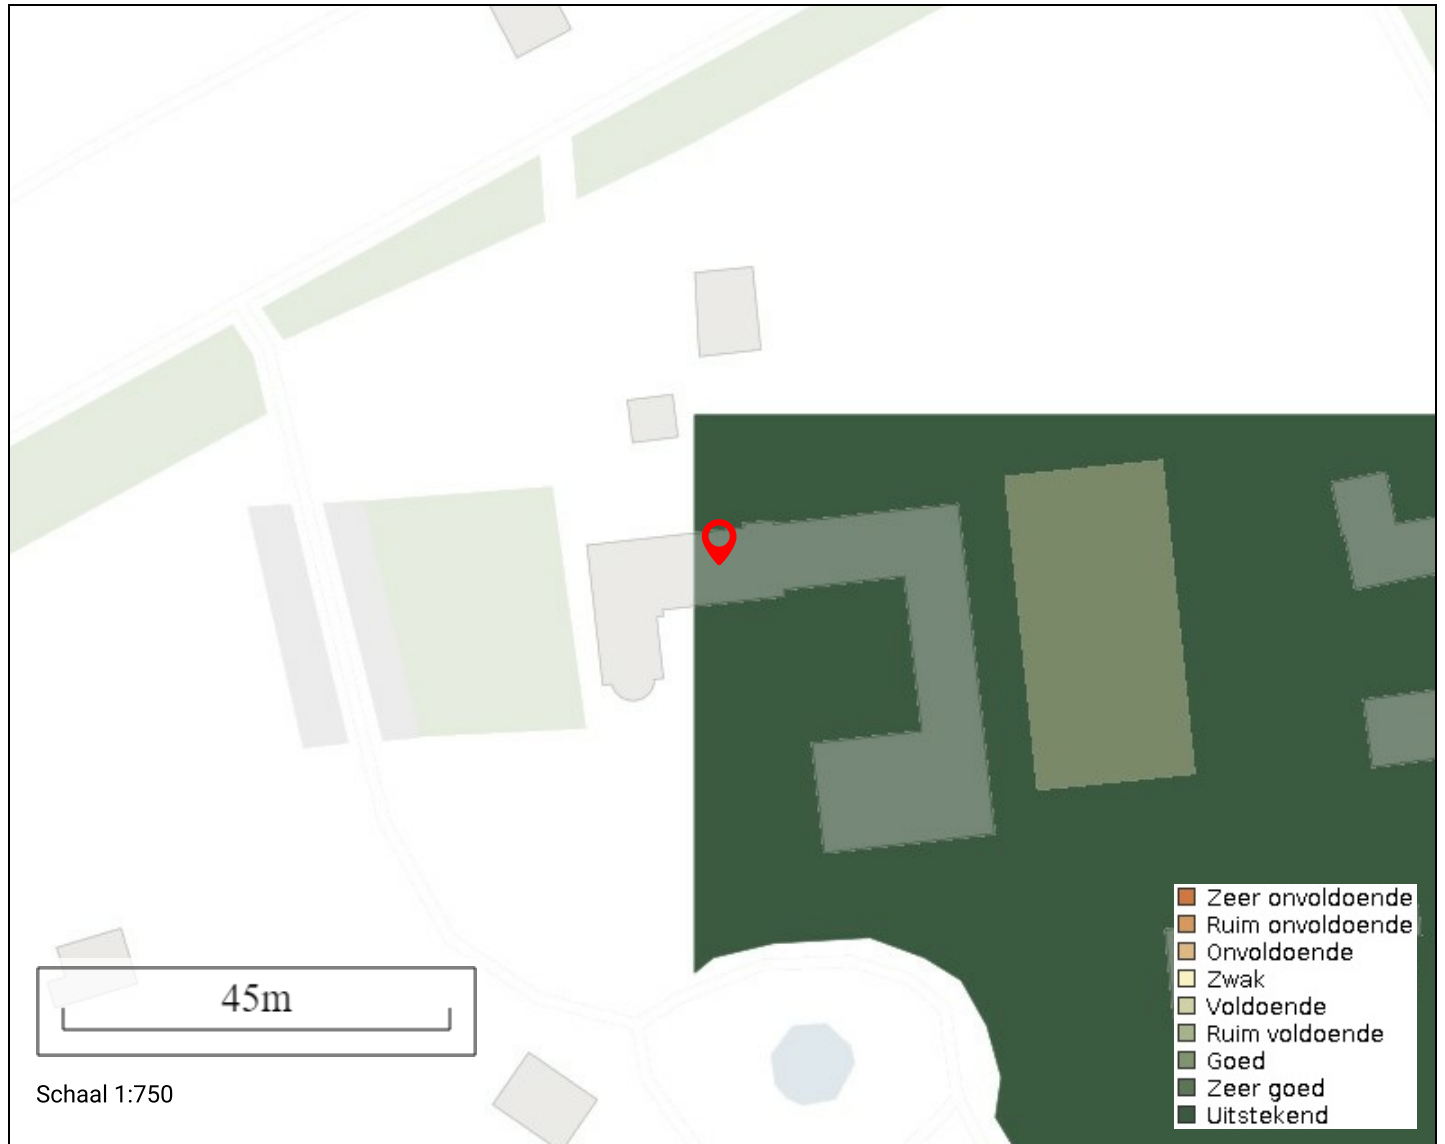 Zeer onvoldoende
Ruim onvoldoende
Onvoldoende
Zwak
Voldoende
Ruim voldoende
Goed
Zeer goed
Uitstekend
45m
Schaal 1:750